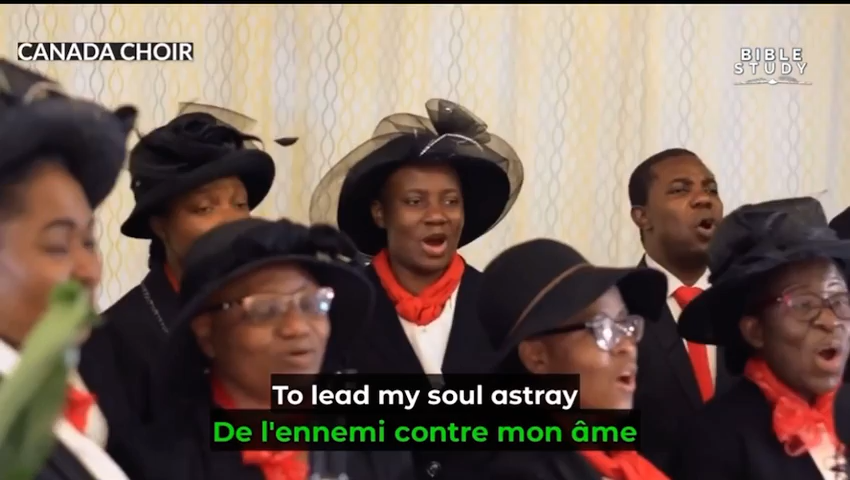 CANADA CHOIR
BIBLE
STUDY
To lead my soul astray
De l'ennemi contre mon âme